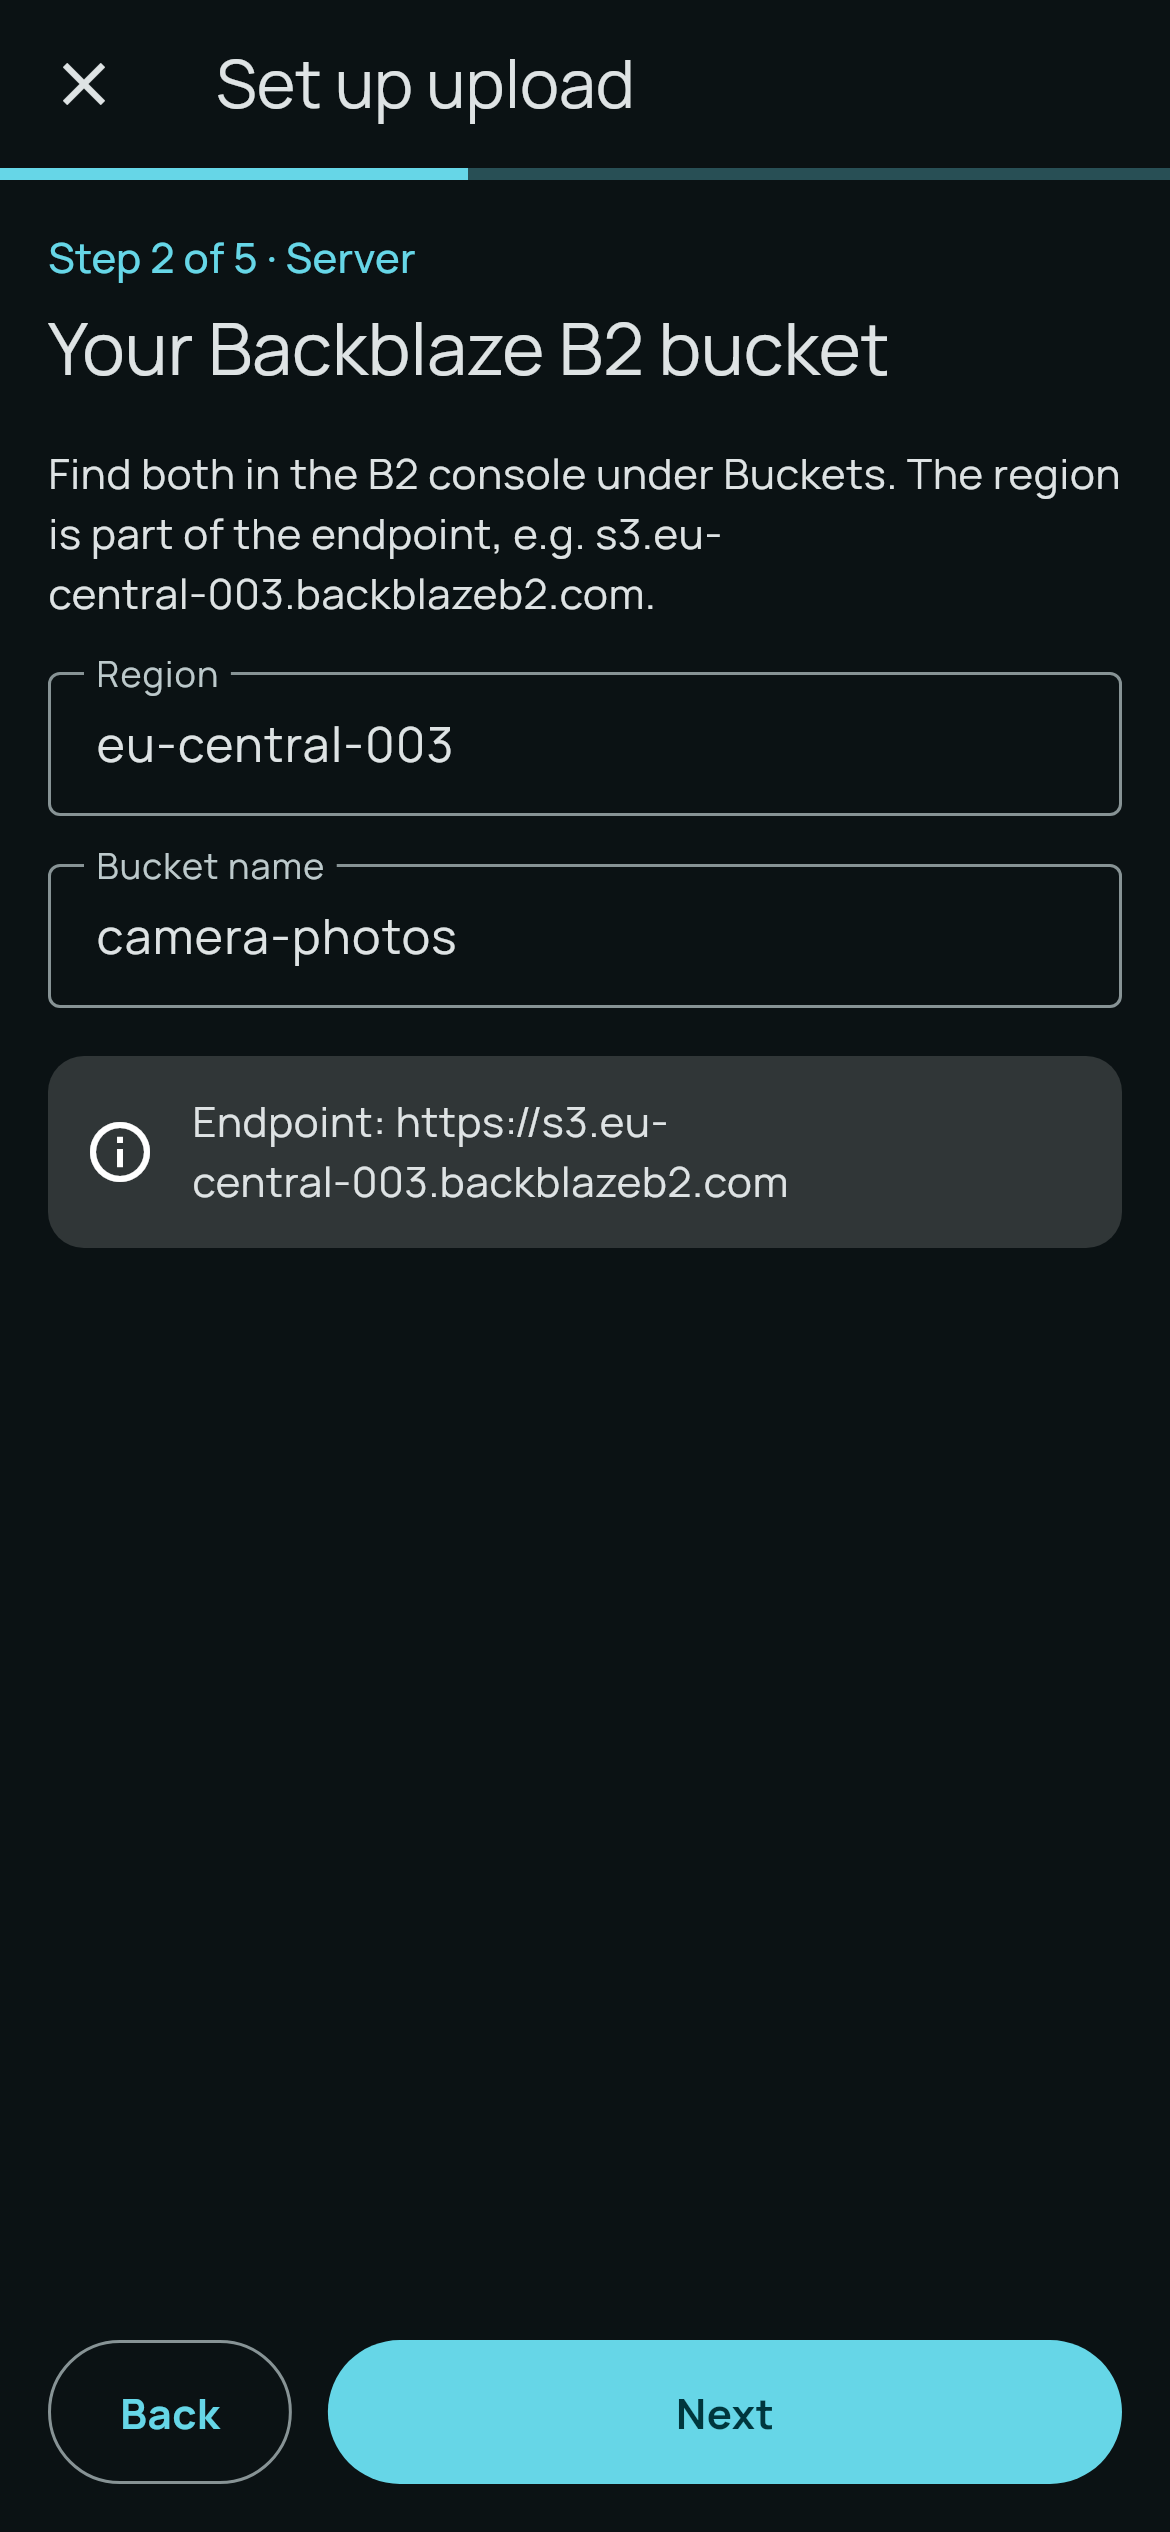 Set up upload
Step 2 of 5 · Server
Your Backblaze B2 bucket
Find both in the B2 console under Buckets. The region
is part of the endpoint, e.g. s3.eu-
central-003.backblazeb2.com.
Region
eu-central-003
Bucket name
camera-photos
Endpoint: https://s3.eu-
central-003.backblazeb2.com
Back
Next